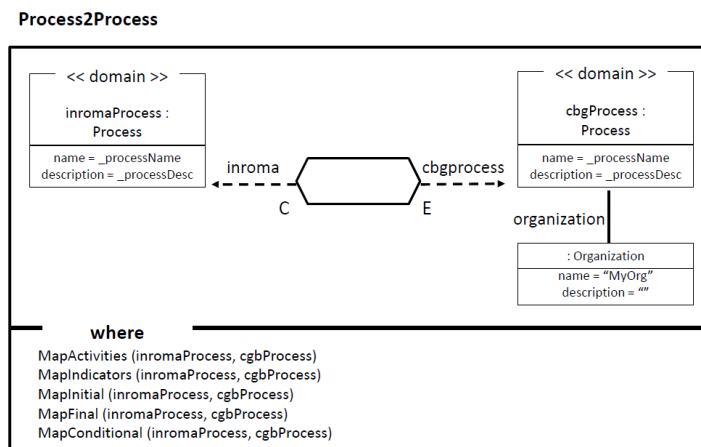 Process2Process
<< domain >>
inromaProcess :
Process
name = _processName
description = _processDesc
inroma
C
cbgprocess
E
<< domain >>
cbgProcess :
Process
name = _processName
description = _processDesc
organization
: Organization
name = “MyOrg”
description = “”
where
MapActivities (inromaProcess, cgbProcess)
MapIndicators (inromaProcess, cgbProcess)
MapInitial (inromaProcess, cgbProcess)
MapFinal (inromaProcess, cgbProcess)
MapConditional (inromaProcess, cgbProcess)